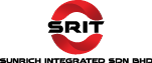 SRIT
SUNRICH INTEGRATED SDN BHD